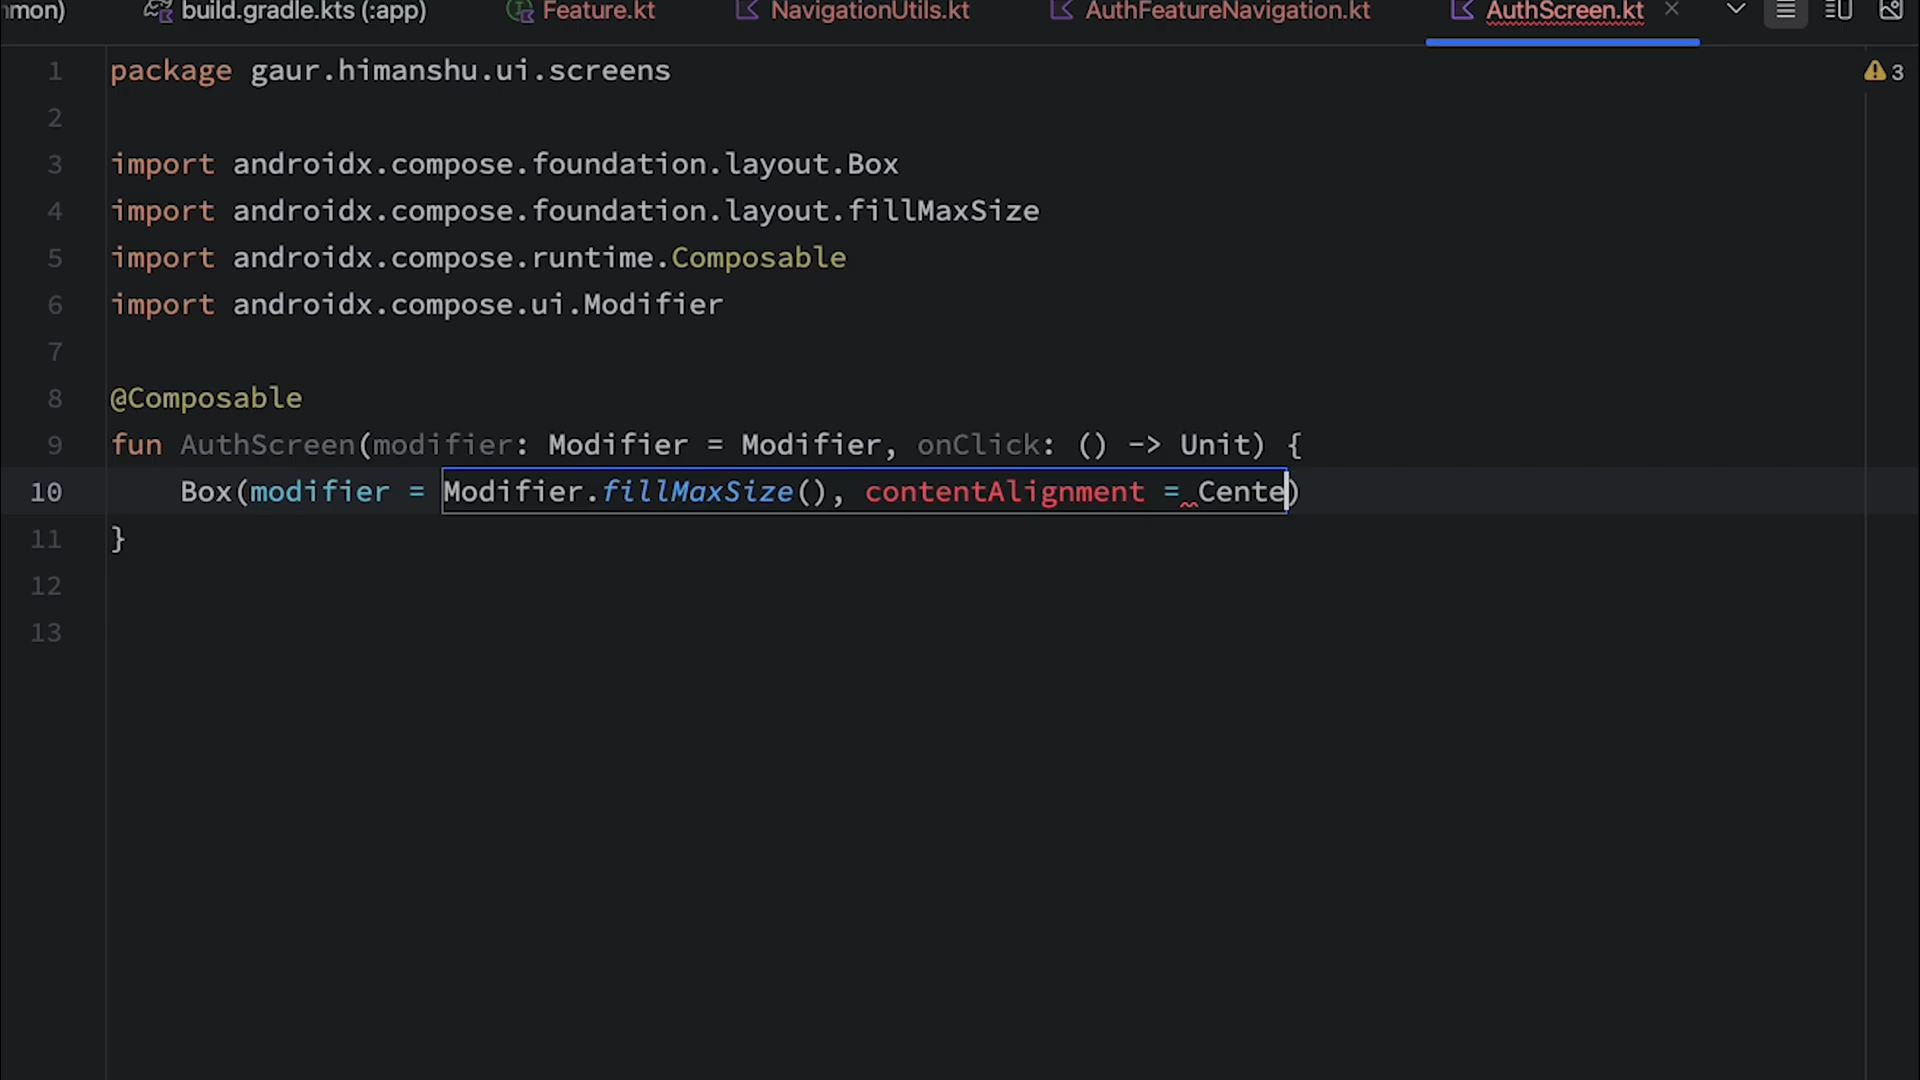 mmon) build.gradle.kts (:app) Feature.kt NavigationUtils.kt AuthFeatureNavigation.kt AuthScreen.kt
1 package gaur.himanshu.ui.screens 3
2
3 import androidx.compose.foundation.layout.Box
4 import androidx.compose.foundation.layout.fillMaxSize
5 import androidx.compose.runtime.Composable
6 import androidx.compose.ui.Modifier
7
8 @Composable
9 fun AuthScreen(modifier: Modifier = Modifier, onClick: () -> Unit) {
10 Box(modifier = Modifier.fillMaxSize(), contentAlignment = Cente)
11 }
12
13